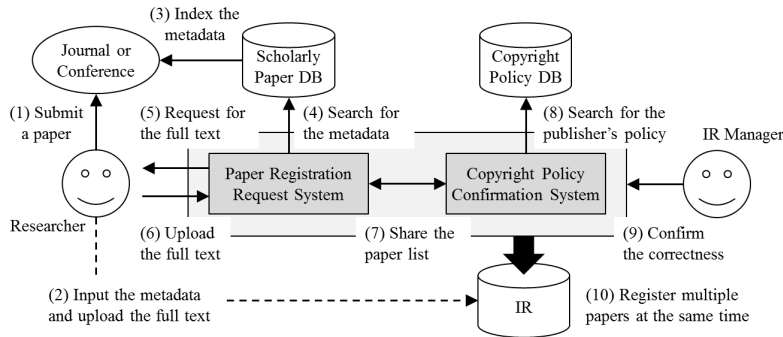 (3) Index the
metadata
Journal or
Conference
Scholarly
Paper DB
Copyright
Policy DB
(1) Submit
a paper
(5) Request for
the full text
(4) Search for
the metadata
(8) Search for the
publisher's policy
IR Manager
Paper Registration
Request System
Copyright Policy
Confirmation System
Researcher
(6) Upload
the full text
(7) Share the
paper list
(9) Confirm
the correctness
(2) Input the metadata
and upload the full text
IR
(10) Register multiple
papers at the same time